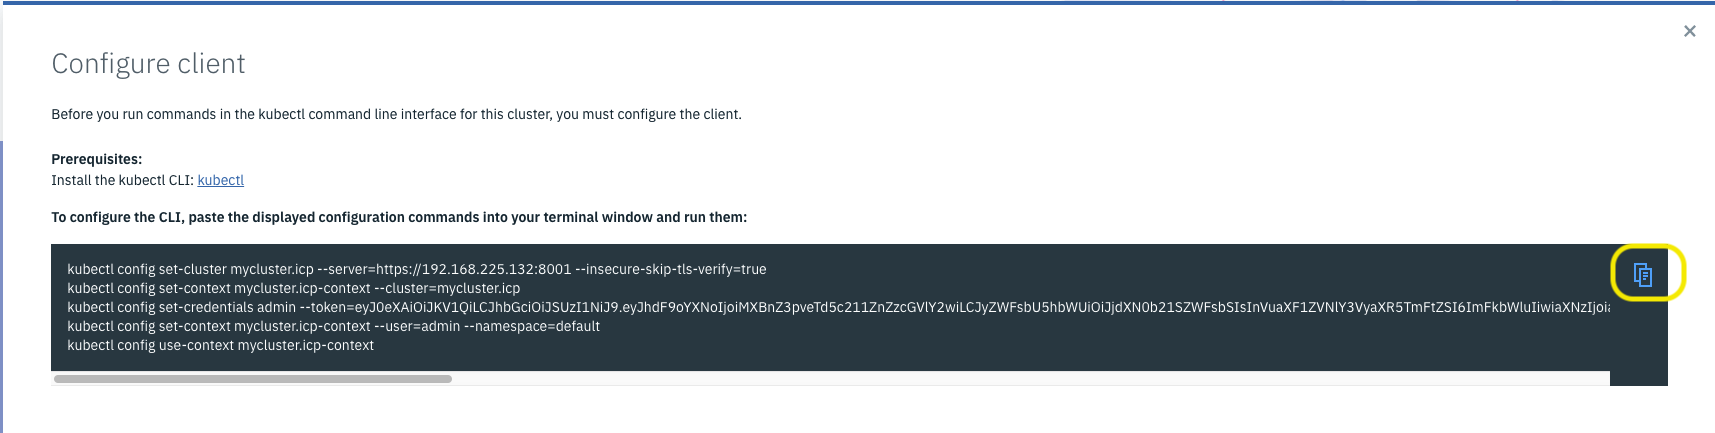 Configure client
Before you run commands in the kubectl command line interface for this cluster, you must configure the client.
Prerequisites:
Install the kubectl CLI: kubectl
To configure the CLI, paste the displayed configuration commands into your terminal window and run them:
kubectl config set-cluster mycluster.icp --server=https://192.168.225.132:8001 --insecure-skip-tls-verify=true
kubectl config set-context mycluster.icp-context --cluster=mycluster.icp
kubectl config set-credentials admin --token=eyJ0eXAiOiJKV1QiLCJhbGciOiJSUzI1NiJ9.eyJhdF9oYXNoIjoiMXBnZ3pveTd5c211ZnZzcGVlY2wiLCJyZWFsbU5hbWUiOiJjdXN0b21SZWFsbSIsInVuaXF1ZVNlY3VyaXR5TmFtZSI6ImFkbWluIiwiaXNzIjoi
kubectl config set-context mycluster.icp-context --user=admin --namespace=default
kubectl config use-context mycluster.icp-context